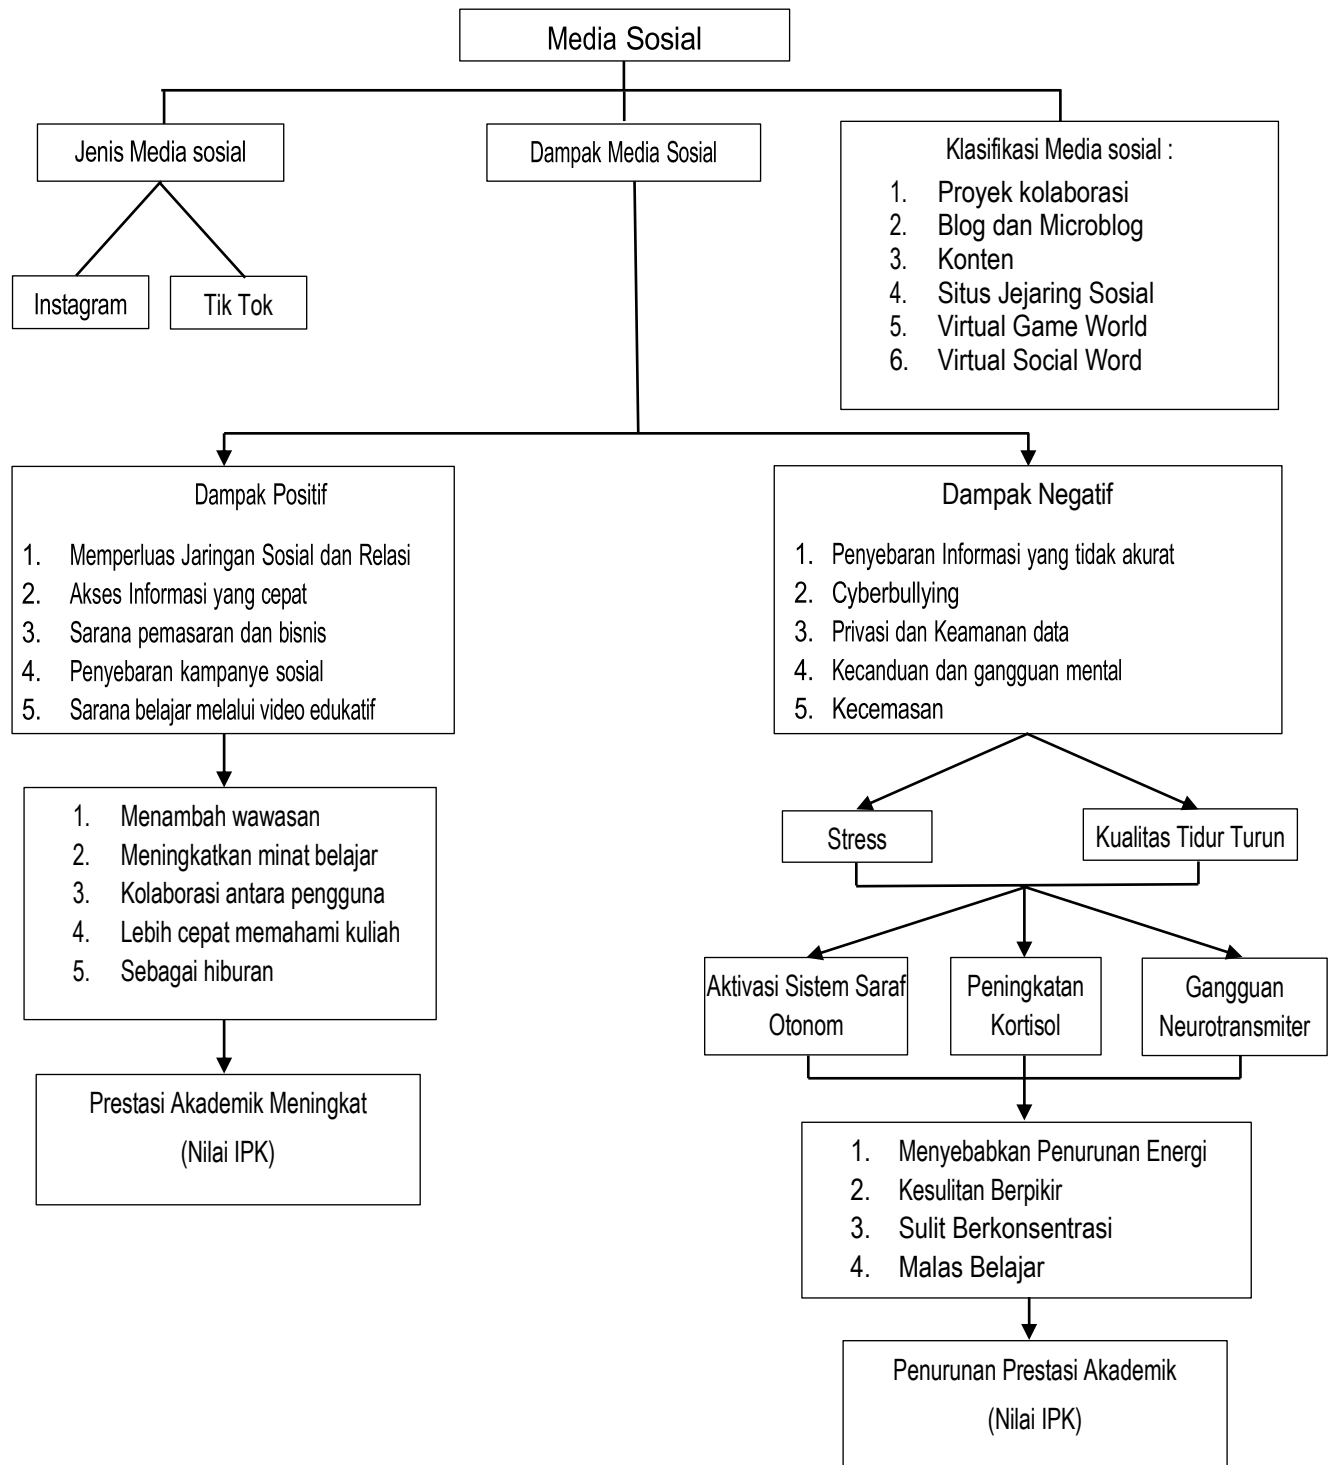 Media Sosial
Jenis Media sosial
Dampak Media Sosial
Klasifikasi Media sosial :
1. Proyek kolaborasi
2. Blog dan Microblog
3. Konten
4. Situs Jejaring Sosial
5. Virtual Game World
6. Virtual Social Word
Instagram
Tik Tok
Dampak Positif
1. Memperluas Jaringan Sosial dan Relasi
2. Akses Informasi yang cepat
3. Sarana pemasaran dan bisnis
4. Penyebaran kampanye sosial
5. Sarana belajar melalui video edukatif
Dampak Negatif
1. Penyebaran Informasi yang tidak akurat
2. Cyberbullying
3. Privasi dan Keamanan data
4. Kecanduan dan gangguan mental
5. Kecemasan
1. Menambah wawasan
2. Meningkatkan minat belajar
3. Kolaborasi antara pengguna
4. Lebih cepat memahami kuliah
5. Sebagai hiburan
Stress
Kualitas Tidur Turun
Aktivasi Sistem Saraf
Otonom
Peningkatan
Kortisol
Gangguan
Neurotransmiter
Prestasi Akademik Meningkat
(Nilai IPK)
1. Menyebabkan Penurunan Energi
2. Kesulitan Berpikir
3. Sulit Berkonsentrasi
4. Malas Belajar
Penurunan Prestasi Akademik
(Nilai IPK)